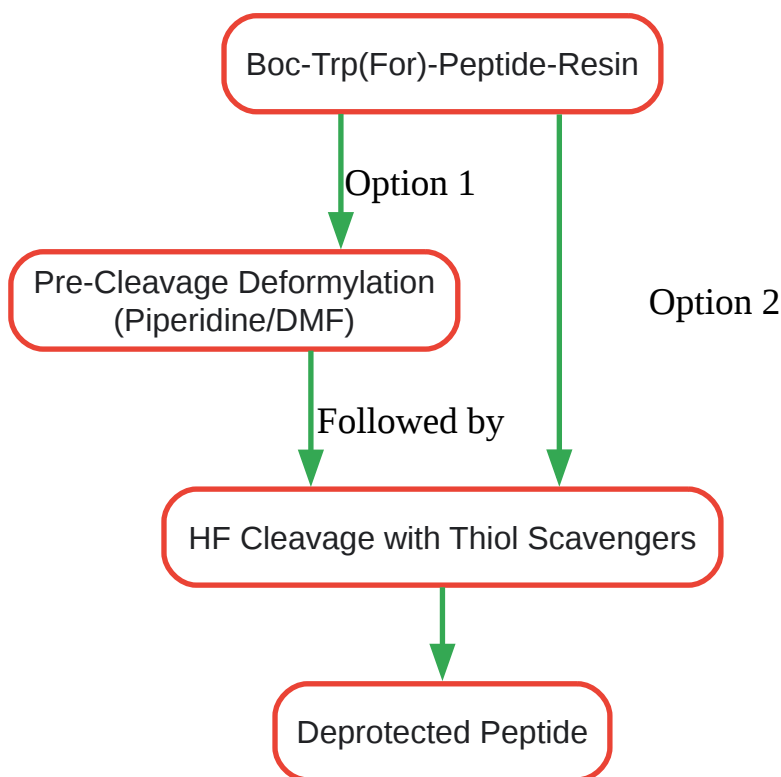 Boc-Trp(For)-Peptide-Resin
Option 1
Pre-Cleavage Deformylation
(Piperidine/DMF)
Option 2
Followed by
HF Cleavage with Thiol Scavengers
Deprotected Peptide